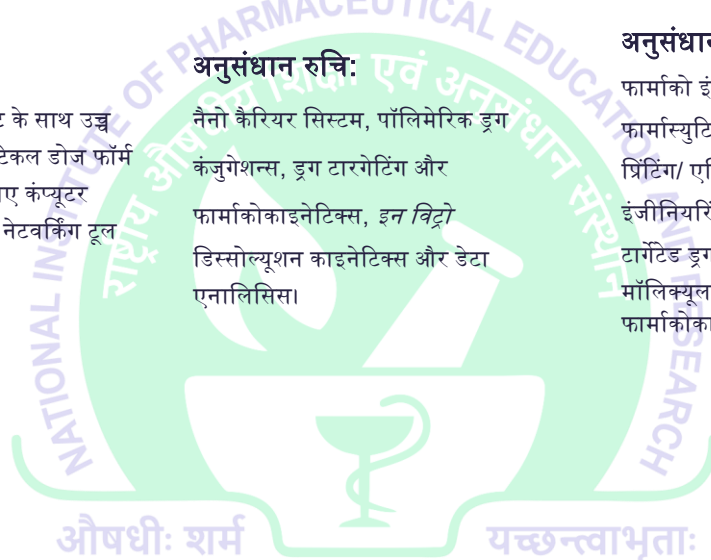 ट के साथ उच्च
टिकल डोज फॉर्म
ए कंप्यूटर
नेटवर्किंग टूल
अनुसंधान रुचि:
नैनो कैरियर सिस्टम, पॉलिमेरिक ड्रग
कंजुगेशन्स, ड्रग टारगेटिंग और
फार्माकोकाइनेटिक्स, इन विट्रो
डिस्सोल्यूशन काइनेटिक्स और डेटा
एनालिसिस।
अनुसंधान
फार्माको इं
फार्मास्युटि
प्रिंटिंग/ एि
इंजीनियरिं
टार्गेटेड ड्रग
मॉलिक्यूल
फार्माकोका
NATIONAL INSTITUTE OF PHARMACEUTICAL EDUCATION RESEARCH
राष्ट्रीय औषधीय शिक्षा एवं अनुसंधान संस्थान
औषधीः शर्म
यच्छन्त्वाभृताः